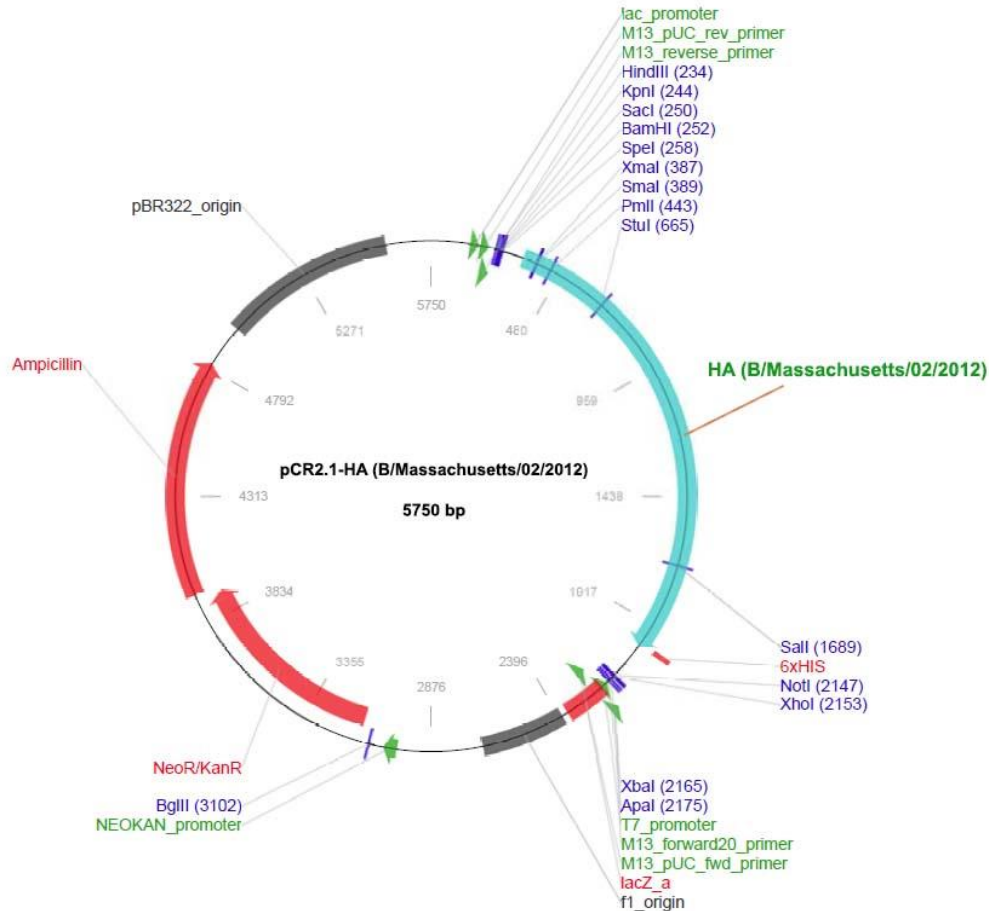 lac_promoter
M13_pUC_rev_primer
M13_reverse_primer
HindIII (234)
KpnI (244)
SacI (250)
BamHI (252)
SpeI (258)
XmaI (387)
SmaI (389)
PmlI (443)
StuI (665)
pBR322_origin
5750
5271
480
Ampicillin
4792
959
HA (B/Massachusetts/02/2012)
pCR2.1-HA (B/Massachusetts/02/2012)
5750 bp
4313
1438
3834
1917
3355
2396
2876
SalI (1689)
6xHIS
NotI (2147)
XhoI (2153)
NeoR/KanR
BglII (3102)
NEOKAN_promoter
XbaI (2165)
ApaI (2175)
T7_promoter
M13_forward20_primer
M13_pUC_fwd_primer
lacZ_a
f1_origin